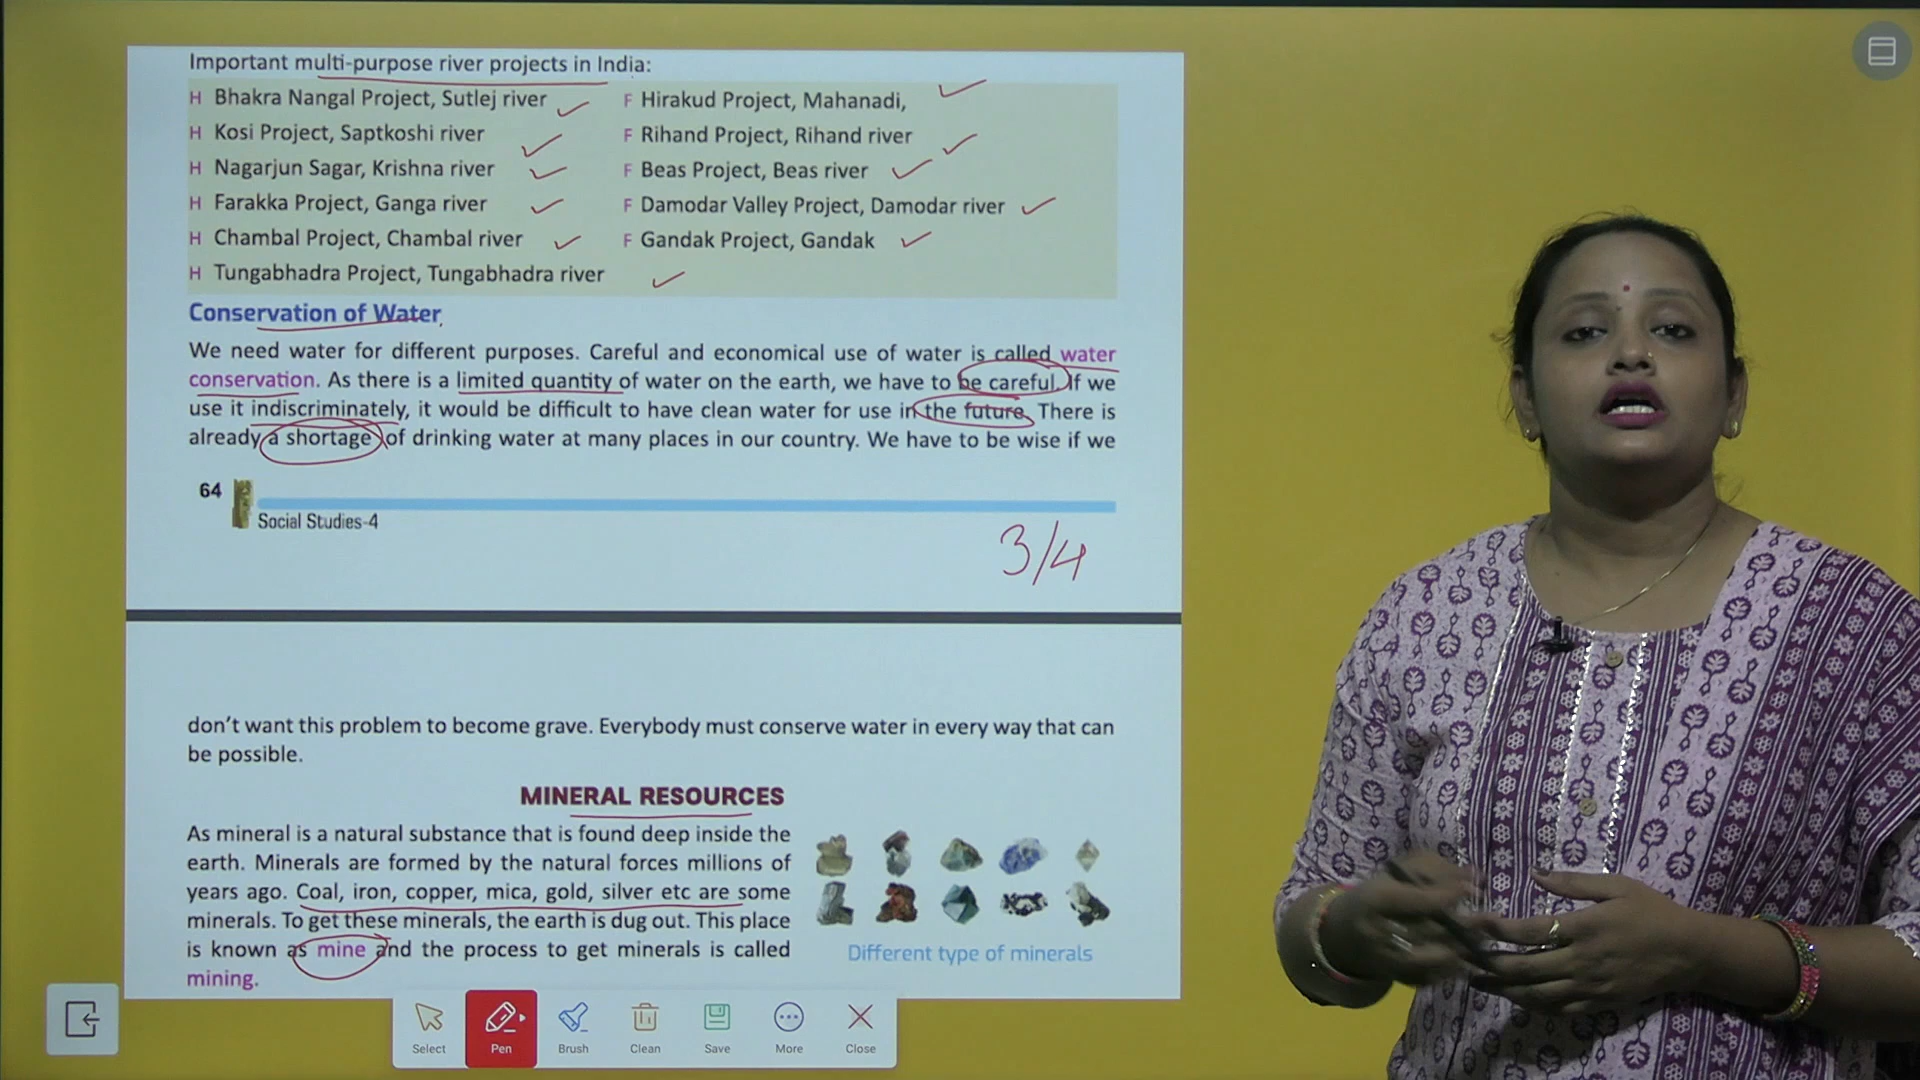 Important multi-purpose river projects in India:
H Bhakra Nangal Project, Sutlej river
F Hirakud Project, Mahanadi,
H Kosi Project, Saptkoshi river
F Rihand Project, Rihand river
H Nagarjun Sagar, Krishna river
F Beas Project, Beas river
H Farakka Project, Ganga river
F Damodar Valley Project, Damodar river
H Chambal Project, Chambal river
F Gandak Project, Gandak
H Tungabhadra Project, Tungabhadra river
Conservation of Water
We need water for different purposes. Careful and economical use of water is called water
conservation. As there is a limited quantity of water on the earth, we have to be careful. If we
use it indiscriminately, it would be difficult to have clean water for use in the future. There is
already a shortage of drinking water at many places in our country. We have to be wise if we
64
Social Studies-4
3/4
don't want this problem to become grave. Everybody must conserve water in every way that can
be possible.
MINERAL RESOURCES
As mineral is a natural substance that is found deep inside the
earth. Minerals are formed by the natural forces millions of
years ago. Coal, iron, copper, mica, gold, silver etc are some
minerals. To get these minerals, the earth is dug out. This place
is known as mine and the process to get minerals is called
mining.
Different type of minerals
Select Pen Brush Clean Save More Close